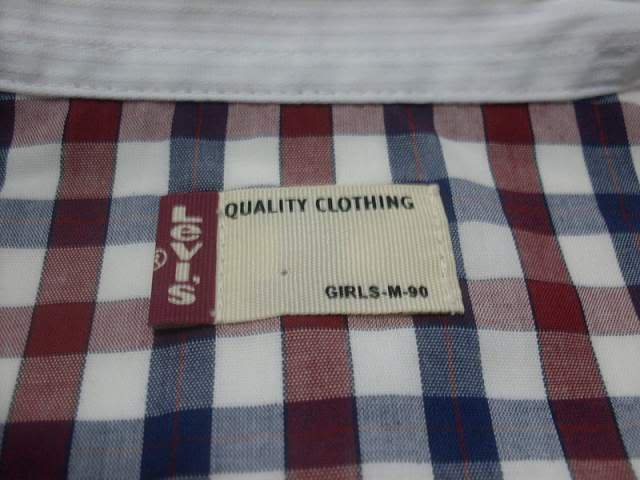 LEVI'S
®
QUALITY CLOTHING
GIRLS-M-90